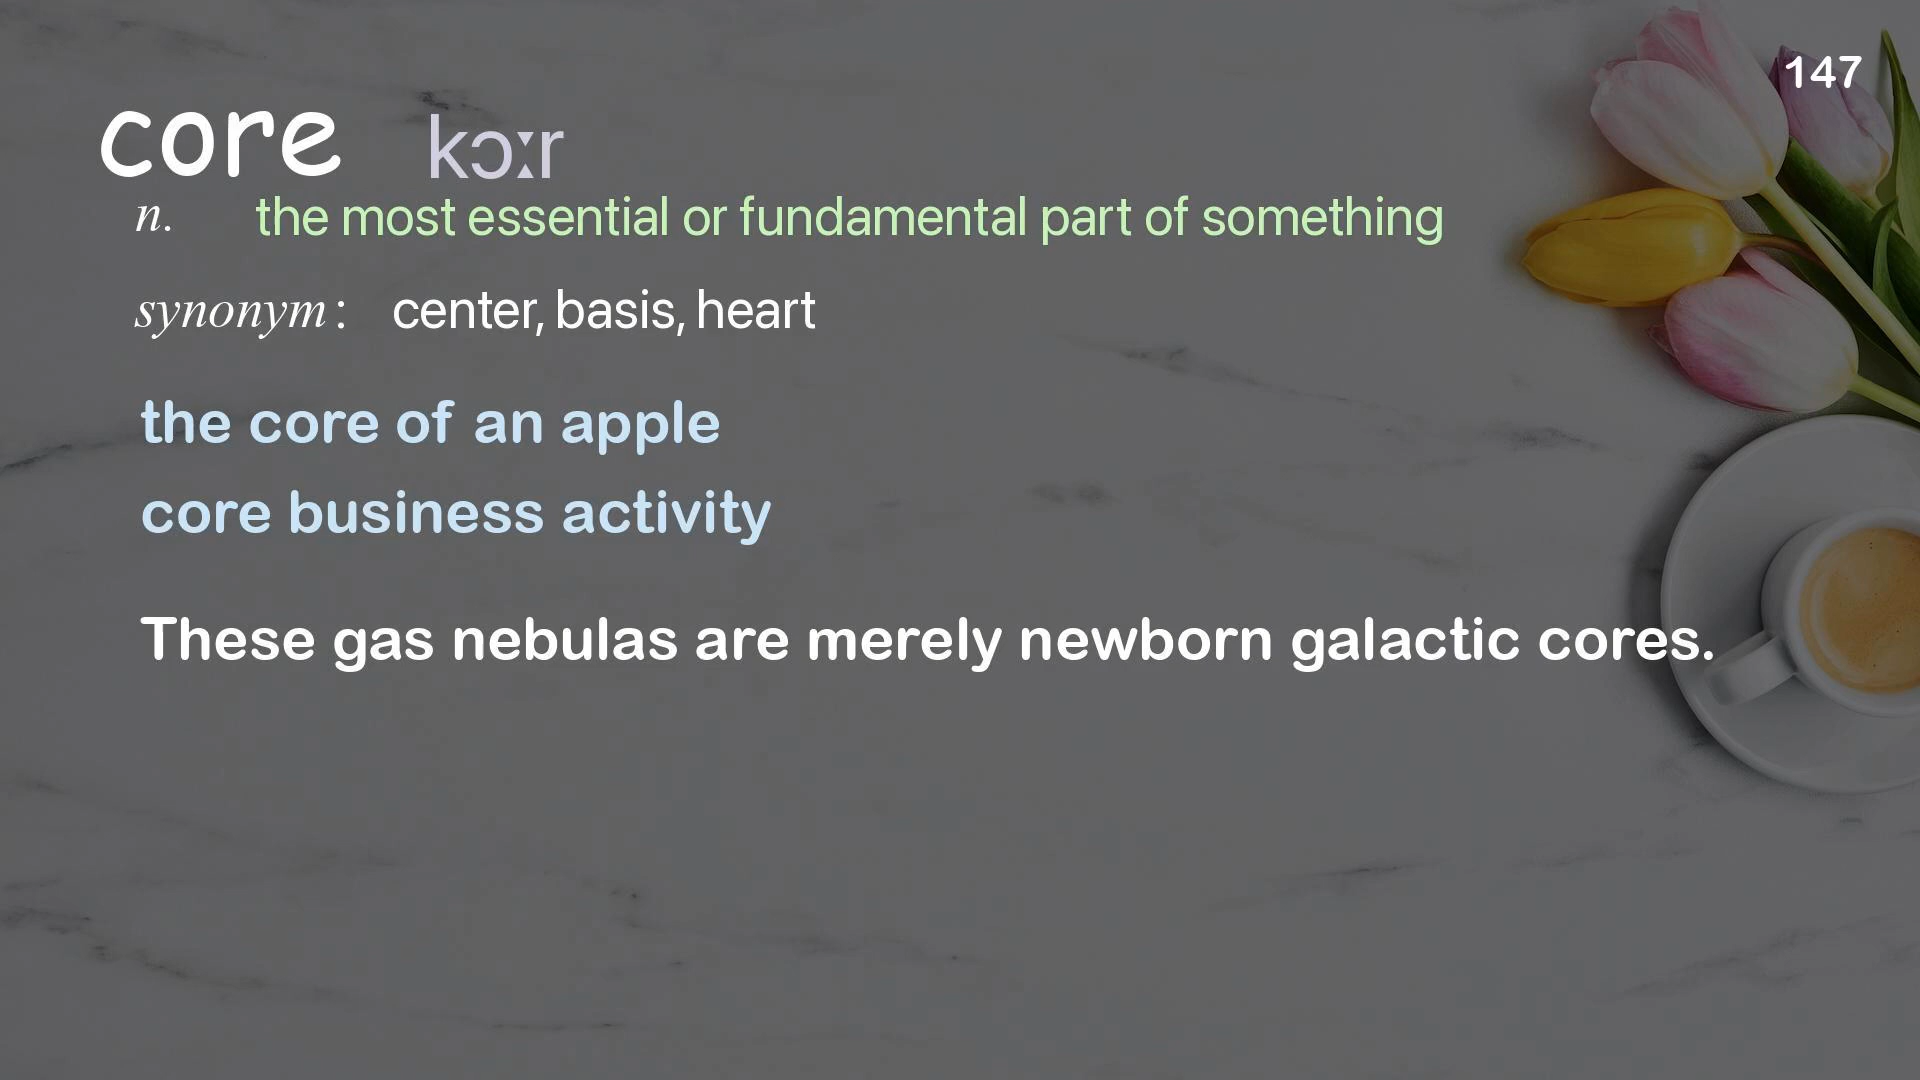 147
core kɔːr
n. the most essential or fundamental part of something
synonym: center, basis, heart
the core of an apple
core business activity
These gas nebulas are merely newborn galactic cores.